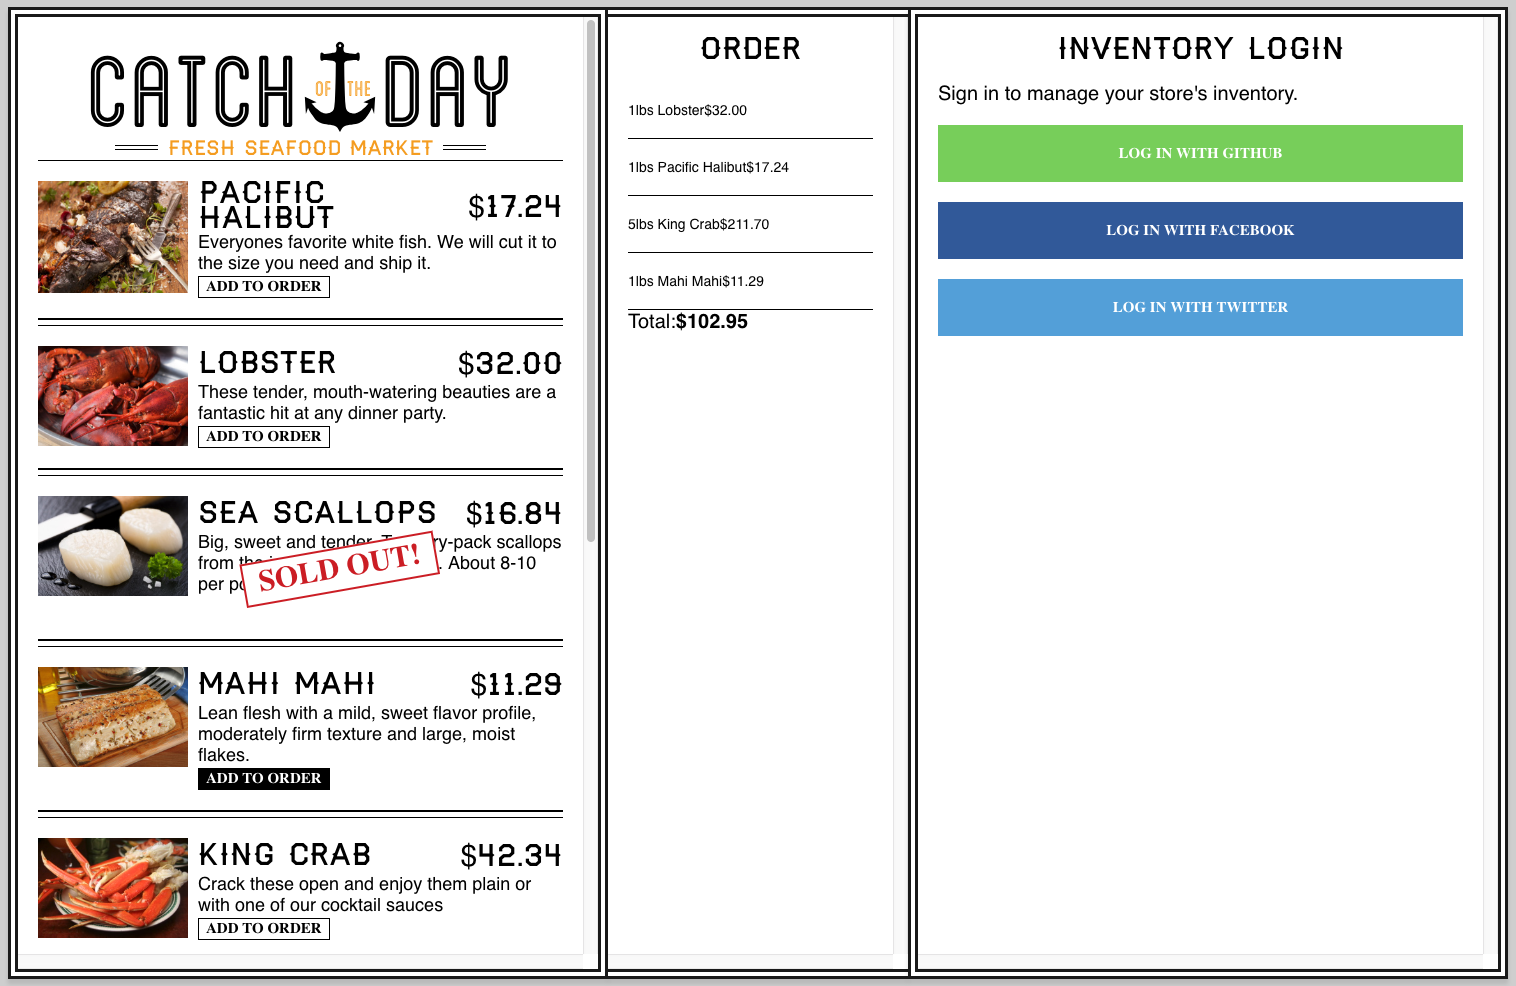 CATCH OF THE DAY
FRESH SEAFOOD MARKET
PACIFIC
HALIBUT
$17.24
Everyones favorite white fish. We will cut it to
the size you need and ship it.
ADD TO ORDER
LOBSTER
$32.00
These tender, mouth-watering beauties are a
fantastic hit at any dinner party.
ADD TO ORDER
SEA SCALLOPS
$16.84
Big, sweet and tender. ry-pack scallops
from About 8-10
per
SOLD OUT!
MAHI MAHI
$11.29
Lean flesh with a mild, sweet flavor profile,
moderately firm texture and large, moist
flakes.
ADD TO ORDER
KING CRAB
$42.34
Crack these open and enjoy them plain or
with one of our cocktail sauces
ADD TO ORDER
ORDER
1lbs Lobster$32.00
1lbs Pacific Halibut$17.24
5lbs King Crab$211.70
1lbs Mahi Mahi$11.29
Total:$102.95
INVENTORY LOGIN
Sign in to manage your store's inventory.
LOG IN WITH GITHUB
LOG IN WITH FACEBOOK
LOG IN WITH TWITTER